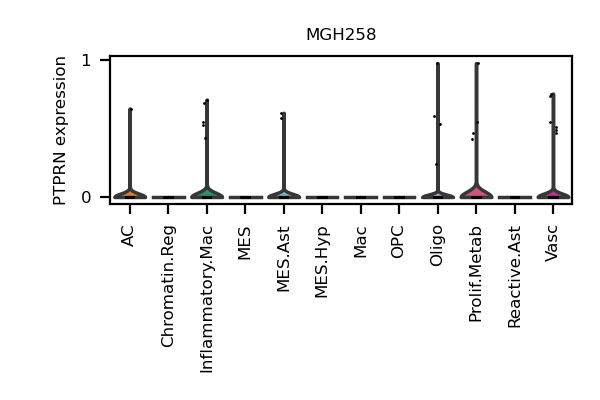 MGH258
PTPRN expression
1
0
AC
Chromatin.Reg
Inflammatory.Mac
MES
MES.Ast
MES.Hyp
Mac
OPC
Oligo
Prolif.Metab
Reactive.Ast
Vasc